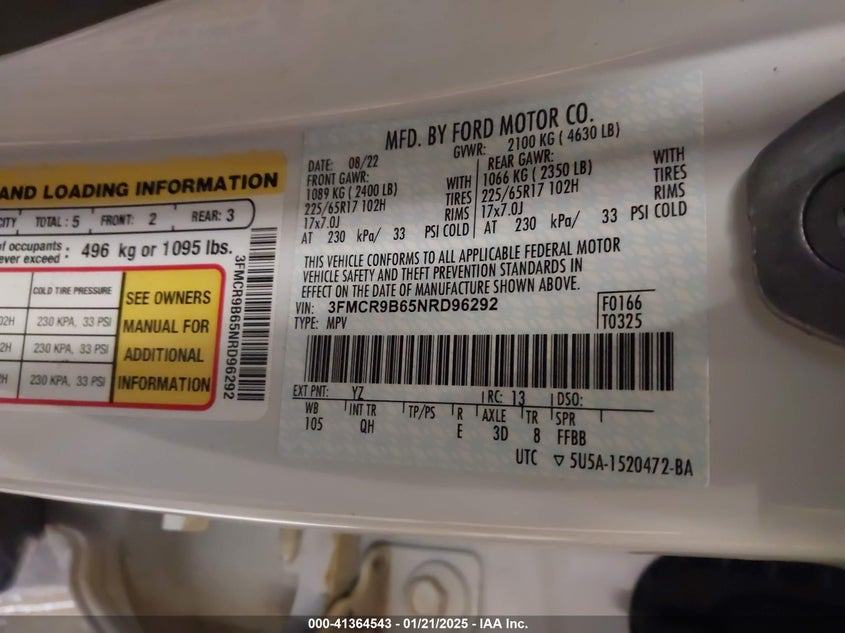 AND LOADING INFORMATION
CITY TOTAL : 5 FRONT: 2 REAR: 3
of occupants : 496 kg or 1095 lbs.
ever exceed :
COLD TIRE PRESSURE
02H 230 KPA, 33 PSI
2H 230 KPA, 33 PSI
2H 230 KPA, 33 PSI
SEE OWNERS
MANUAL FOR
ADDITIONAL
INFORMATION
3FMCR9B65NRD96292
MFD. BY FORD MOTOR CO.
DATE: 08/22 GVWR: 2100 KG ( 4630 LB)
FRONT GAWR: REAR GAWR:
1089 KG ( 2400 LB) WITH 1066 KG ( 2350 LB) WITH
225/65R17 102H TIRES 225/65R17 102H TIRES
17x7.0J RIMS 17x7.0J RIMS
AT 230 kPa/ 33 PSI COLD AT 230 kPa/ 33 PSI COLD
THIS VEHICLE CONFORMS TO ALL APPLICABLE FEDERAL MOTOR
VEHICLE SAFETY AND THEFT PREVENTION STANDARDS IN
EFFECT ON THE DATE OF MANUFACTURE SHOWN ABOVE.
VIN: 3FMCR9B65NRD96292 F0166
TYPE: MPV T0325
EXT PNT: YZ RC: 13 DSO:
WB INT TR TP/PS R AXLE TR SPR
105 QH E 3D 8 FFBB
UTC ▽ 5U5A-1520472-BA
000-41364543 / 01/21/2025 - IAA Inc.